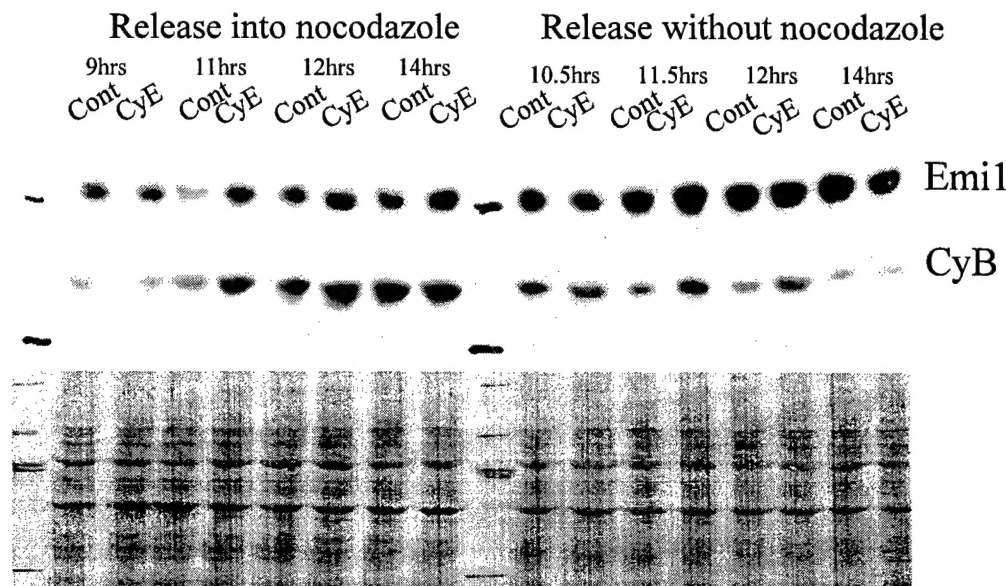 Release into nocodazole Release without nocodazole
9hrs 11hrs 12hrs 14hrs 10.5hrs 11.5hrs 12hrs 14hrs
Cont CyE Cont CyE Cont CyE Cont CyE Cont CyE Cont CyE Cont CyE Cont CyE
Emi1
CyB